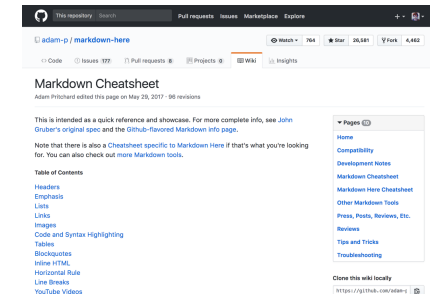 This repository Search Pull requests Issues Marketplace Explore
adam-p / markdown-here Watch 764 Star 26,581 Fork 4,462
Code Issues 177 Pull requests 8 Projects 0 Wiki Insights
Markdown Cheatsheet
Adam Pritchard edited this page on May 29, 2017 · 96 revisions
This is intended as a quick reference and showcase. For more complete info, see John
Gruber's original spec and the Github-flavored Markdown info page.
Note that there is also a Cheatsheet specific to Markdown Here if that's what you're looking
for. You can also check out more Markdown tools.
Table of Contents
Headers
Emphasis
Lists
Links
Images
Code and Syntax Highlighting
Tables
Blockquotes
Inline HTML
Horizontal Rule
Line Breaks
YouTube Videos
Pages 10
Home
Compatibility
Development Notes
Markdown Cheatsheet
Markdown Here Cheatsheet
Other Markdown Tools
Press, Posts, Reviews, Etc.
Reviews
Tips and Tricks
Troubleshooting
Clone this wiki locally
https://github.com/adam-p